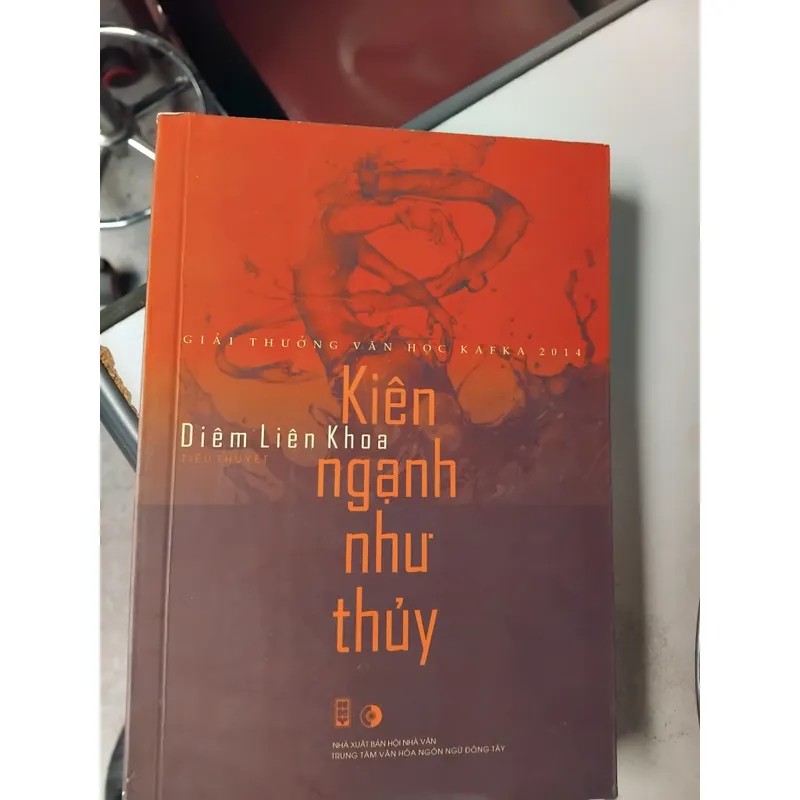 GIẢI THƯỞNG VĂN HỌC KAFKA 2014
Kiên
Diêm Liên Khoa
TIỂU THUYẾT
ngạnh
như
thủy
NHÀ XUẤT BẢN HỘI NHÀ VĂN
TRUNG TÂM VĂN HÓA NGÔN NGỮ ĐÔNG TÂY